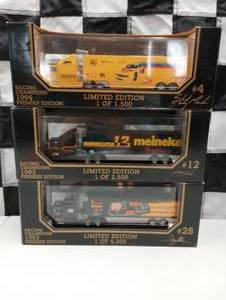 #4
RACING
CHAMPIONS
1994
PREMIER EDITION
LIMITED EDITION
1 OF 1,500
12 meineke
#12
RACING
CHAMPIONS
1993
PREMIER EDITION
LIMITED EDITION
1 OF 2,500
#28
RACING
CHAMPIONS
1993
PREMIER EDITION
LIMITED EDITION
1 OF 5,000